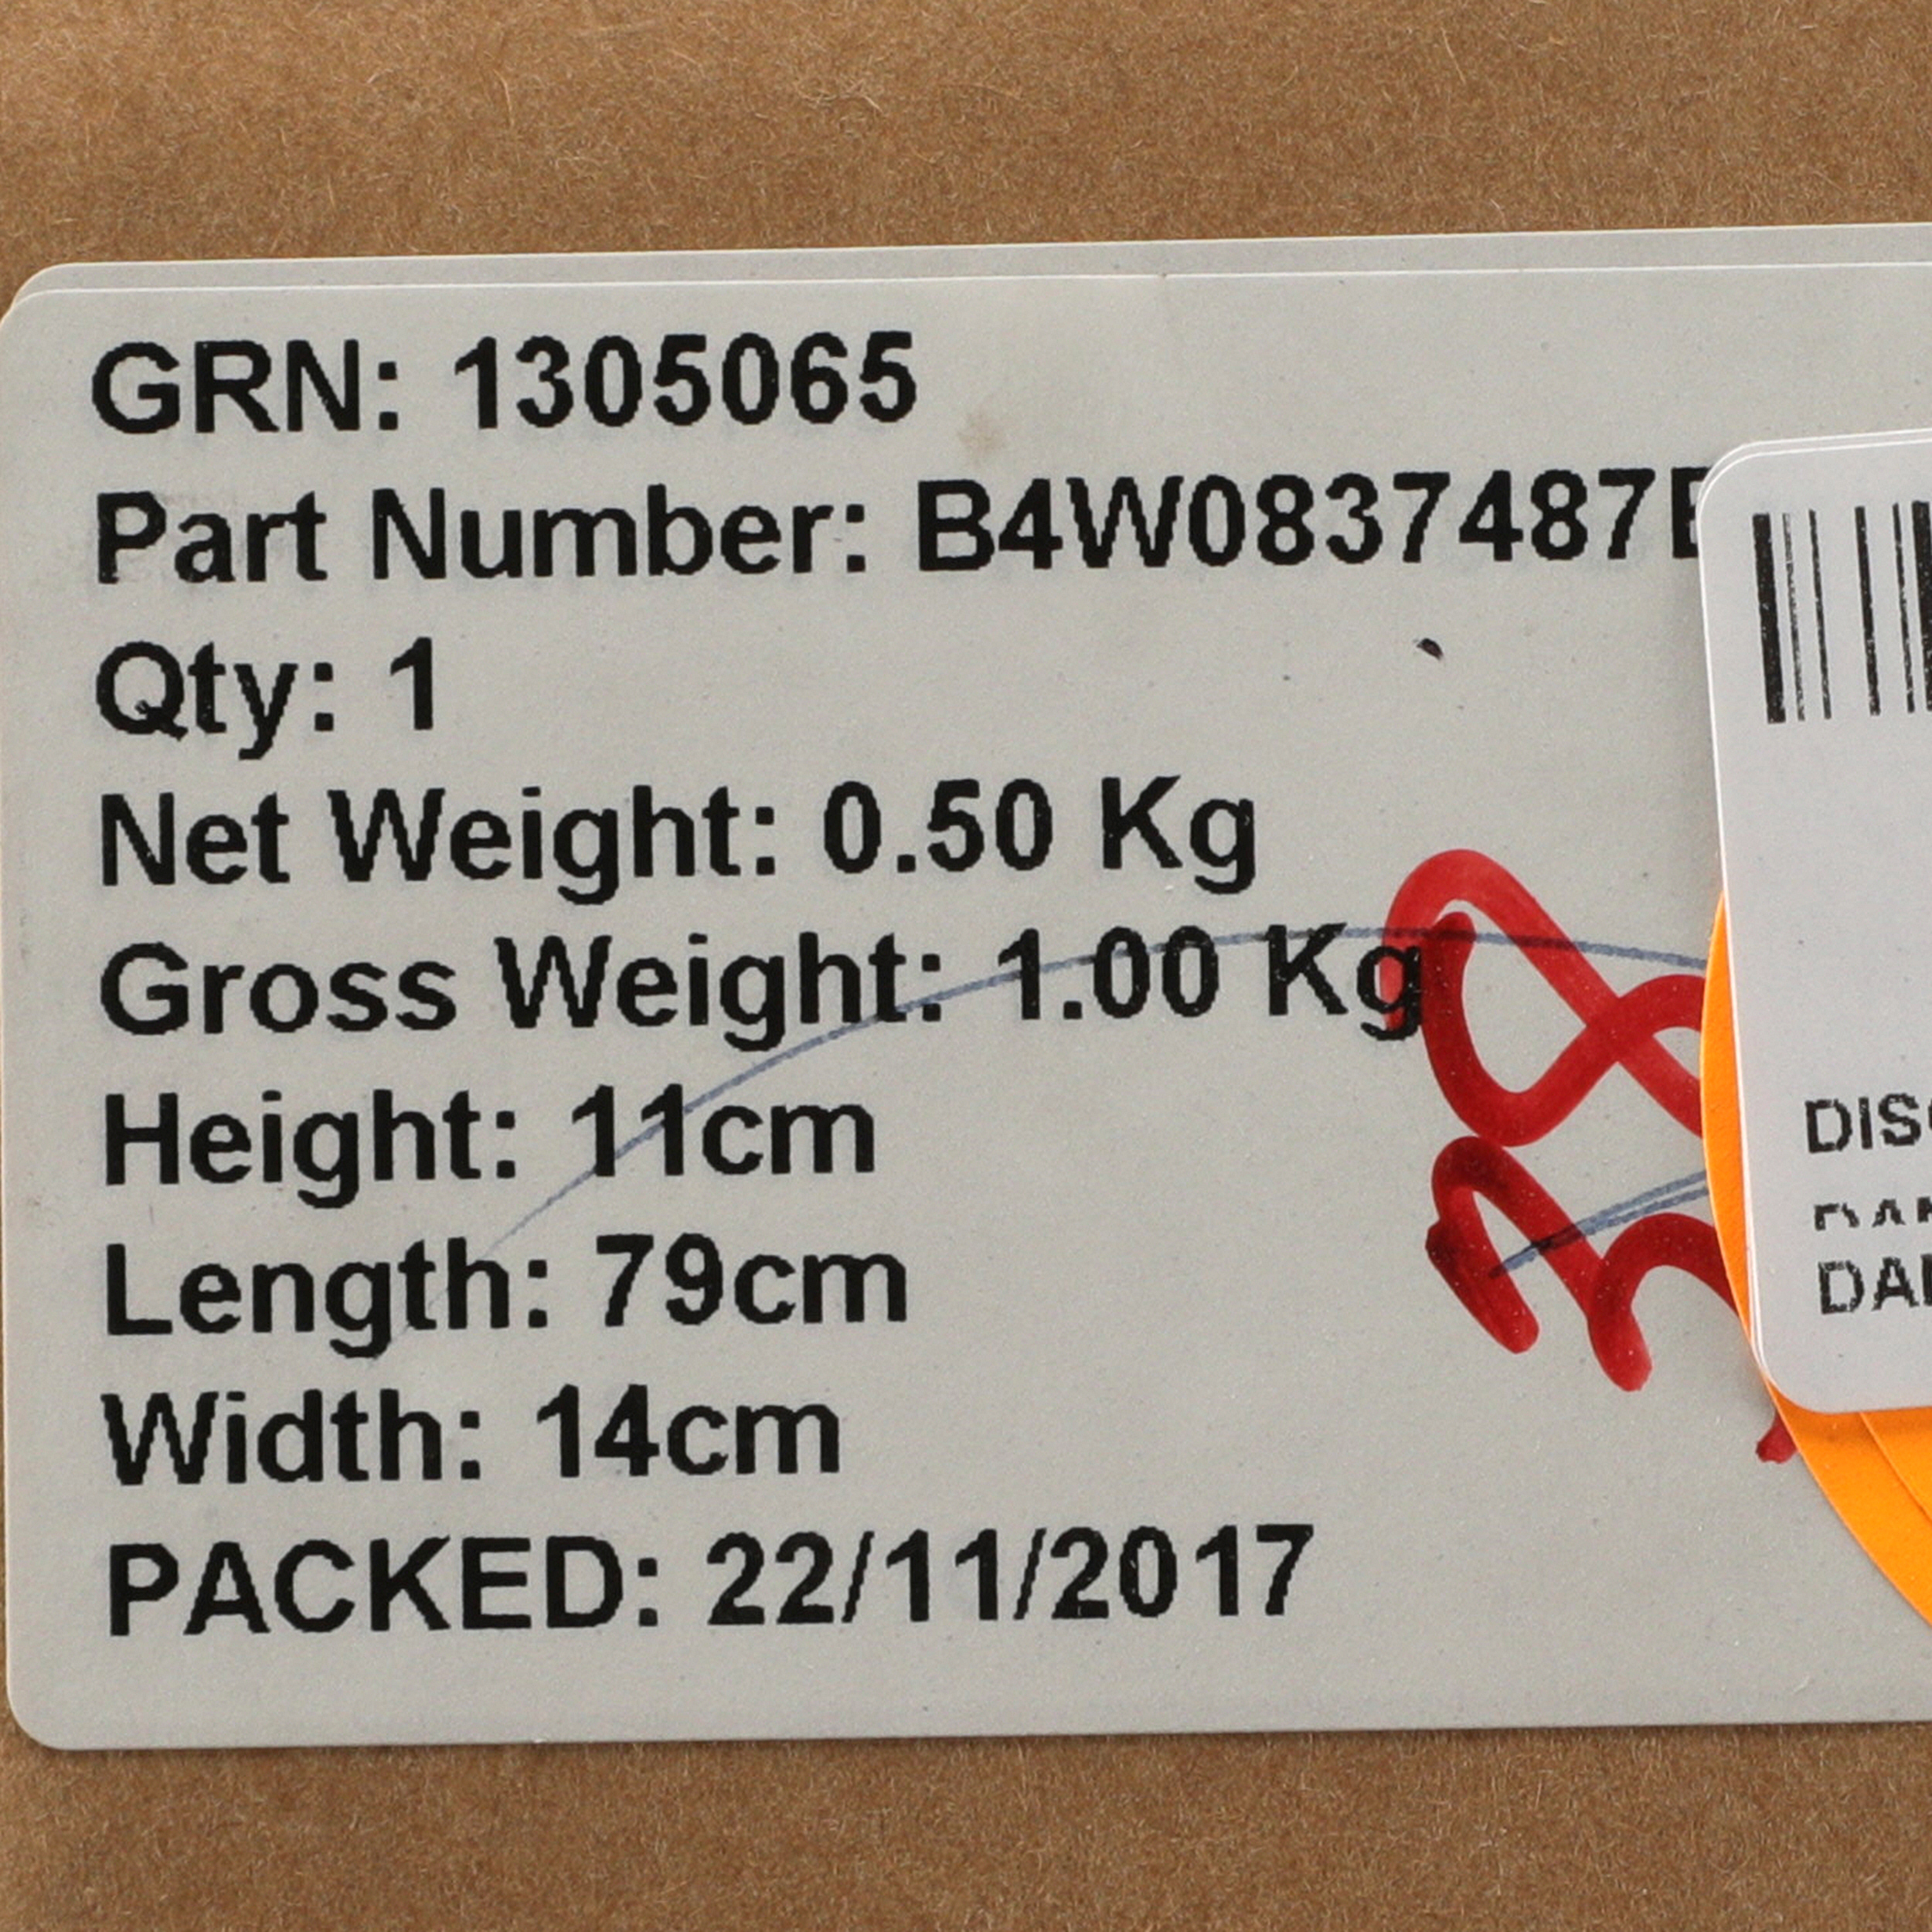 GRN: 1305065
Part Number: B4W0837487
Qty: 1
Net Weight: 0.50 Kg
Gross Weight: 1.00 Kg
Height: 11cm
Length: 79cm
Width: 14cm
PACKED: 22/11/2017